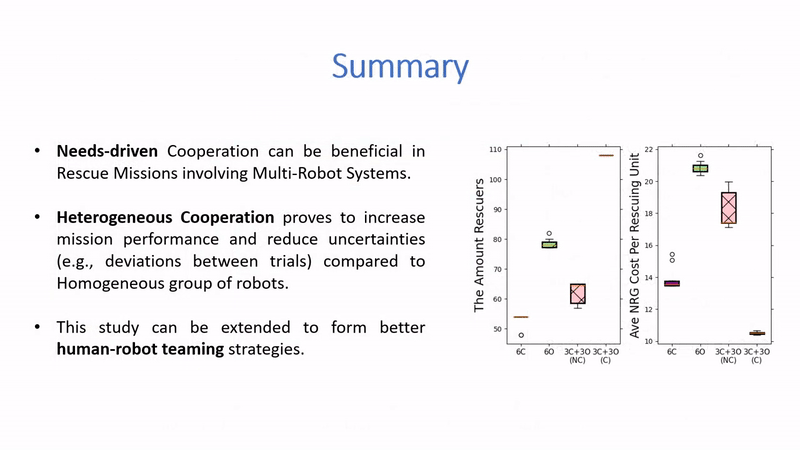 Summary
• Needs-driven Cooperation can be beneficial in
Rescue Missions involving Multi-Robot Systems.
• Heterogeneous Cooperation proves to increase
mission performance and reduce uncertainties
(e.g., deviations between trials) compared to
Homogeneous group of robots.
• This study can be extended to form better
human-robot teaming strategies.
The Amount Rescuers
110
100
90
80
70
60
50
6C 6O 3C+3O 3C+3O
(NC) (C)
Ave NRG Cost Per Rescuing Unit
22
20
18
16
14
12
10
6C 6O 3C+3O 3C+3O
(NC) (C)